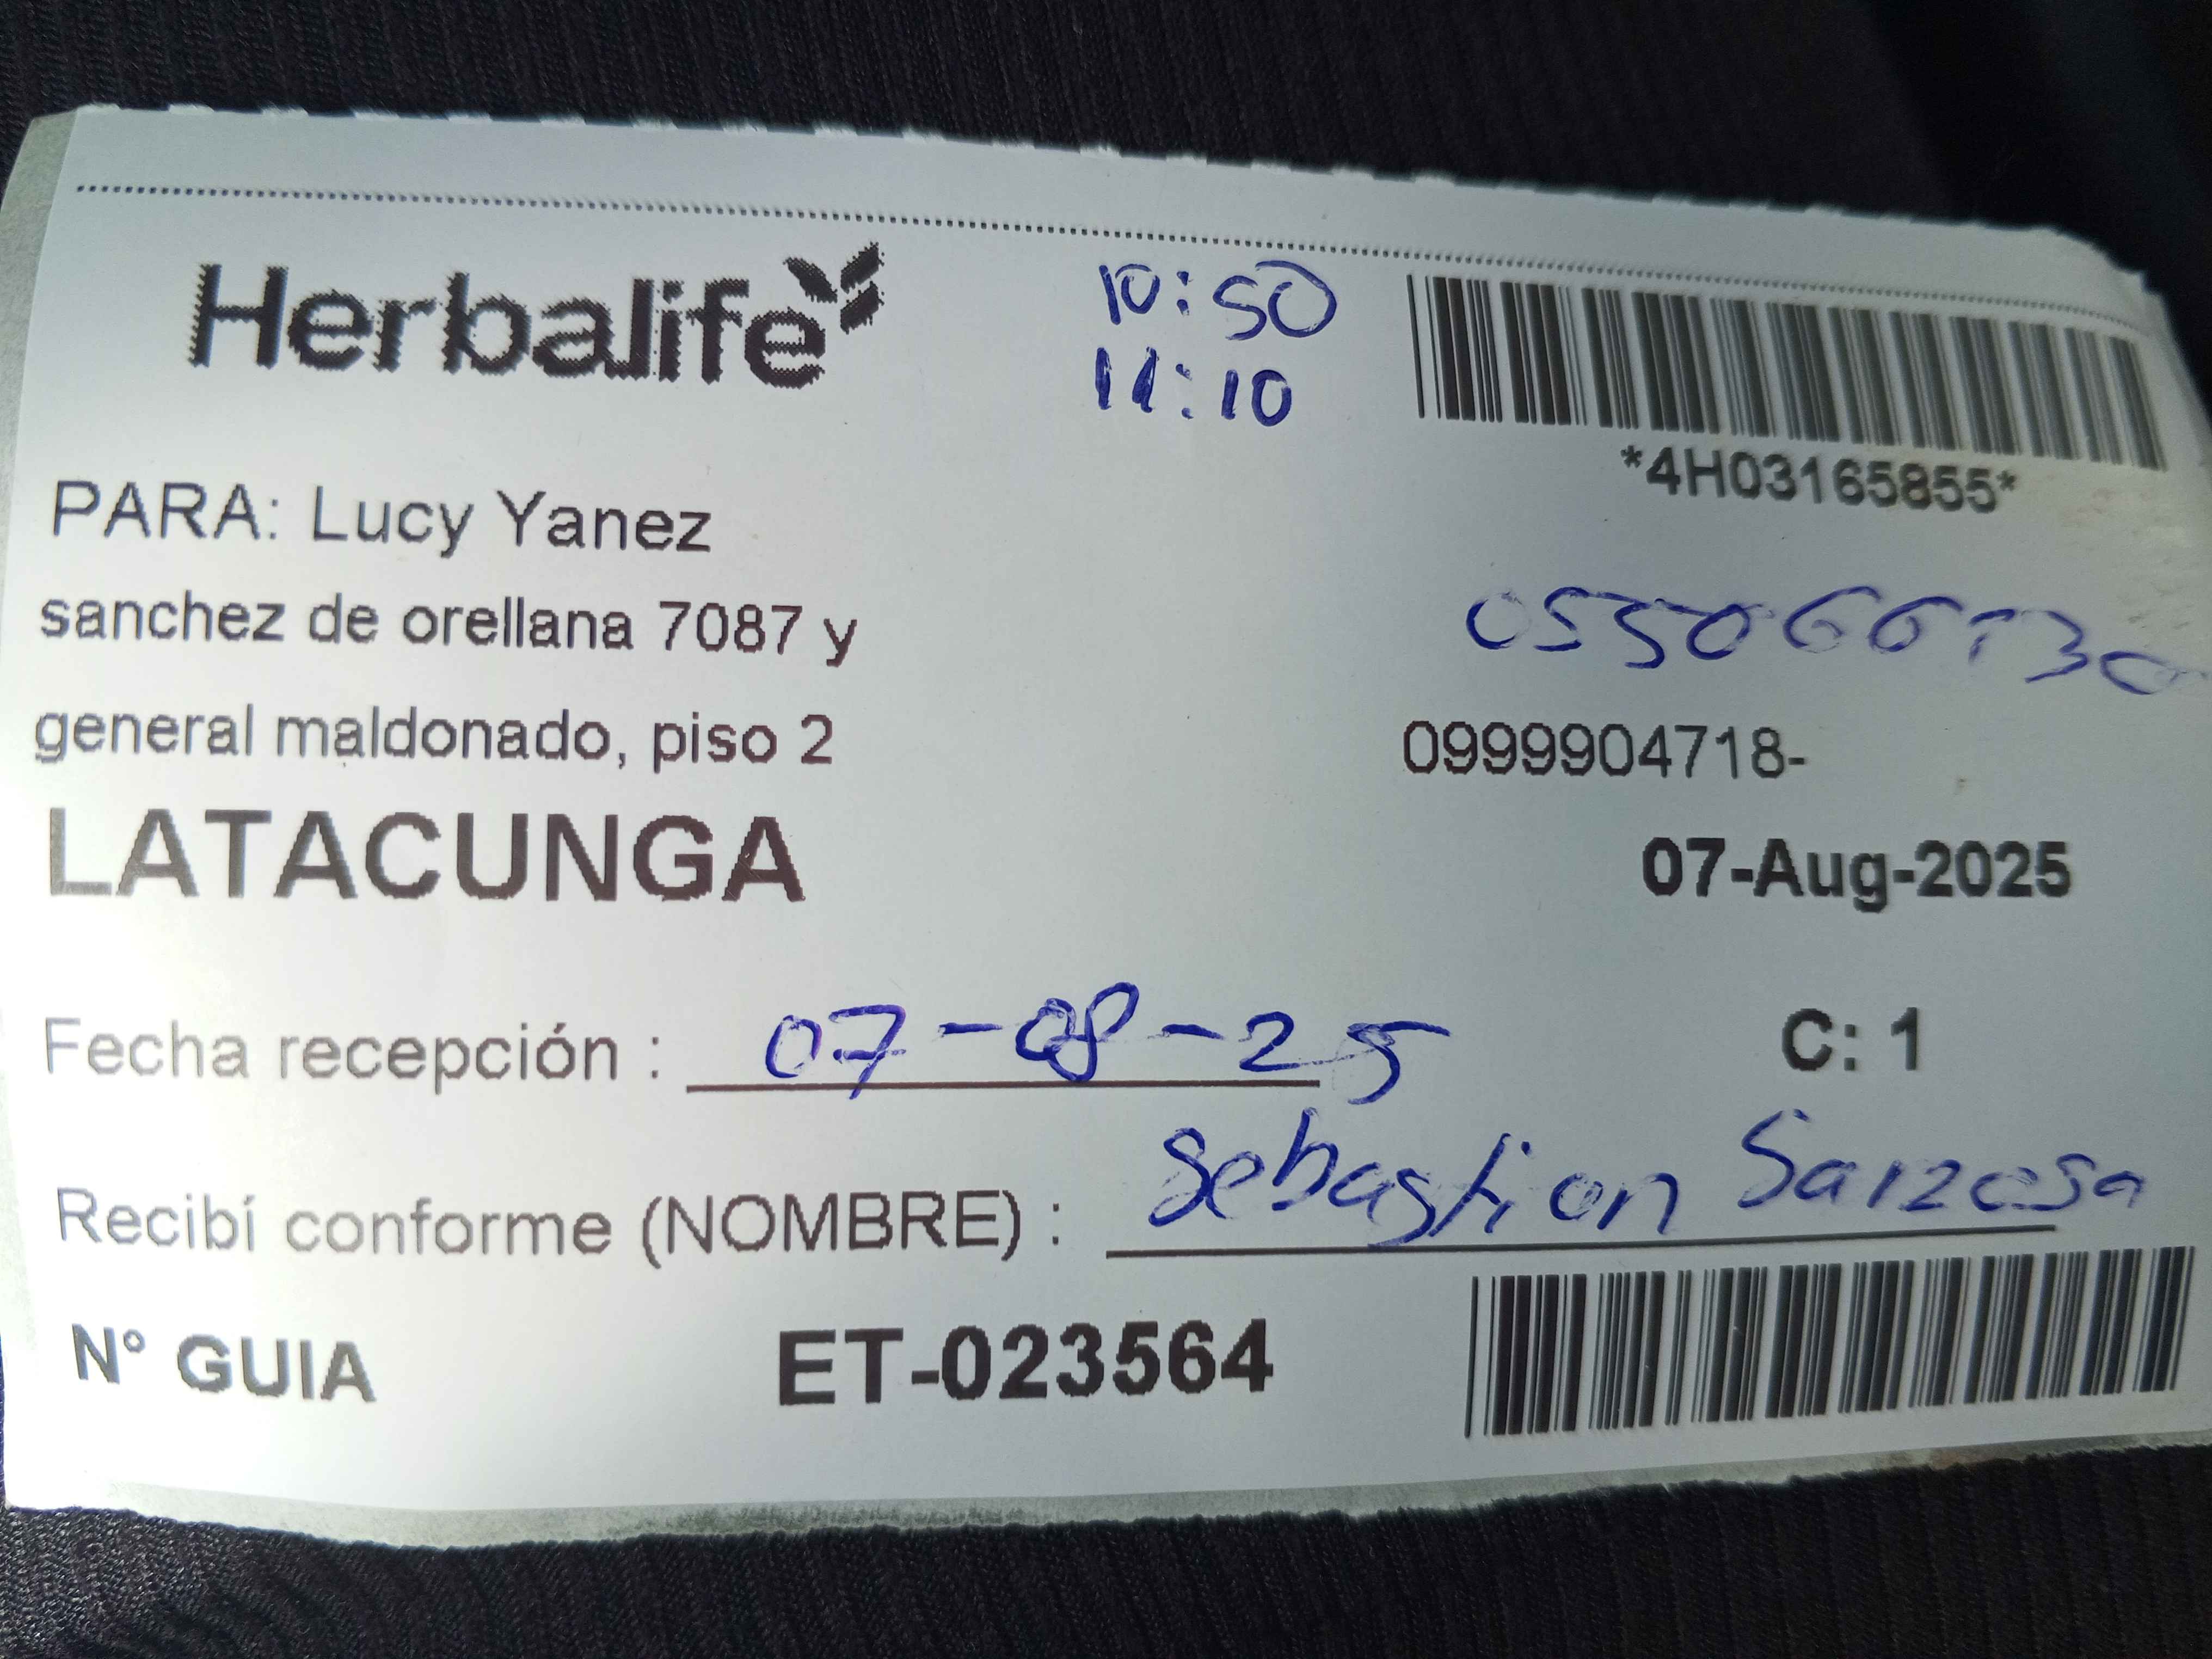 Herbalife
10:50
11:10
*4H03165855*
PARA: Lucy Yanez
sanchez de orellana 7087 y
general maldonado, piso 2
0999904718-
LATACUNGA
07-Aug-2025
Fecha recepción : 07-08-25
C: 1
Recibí conforme (NOMBRE) : Sebastian Sarzosa
N° GUIA ET-023564